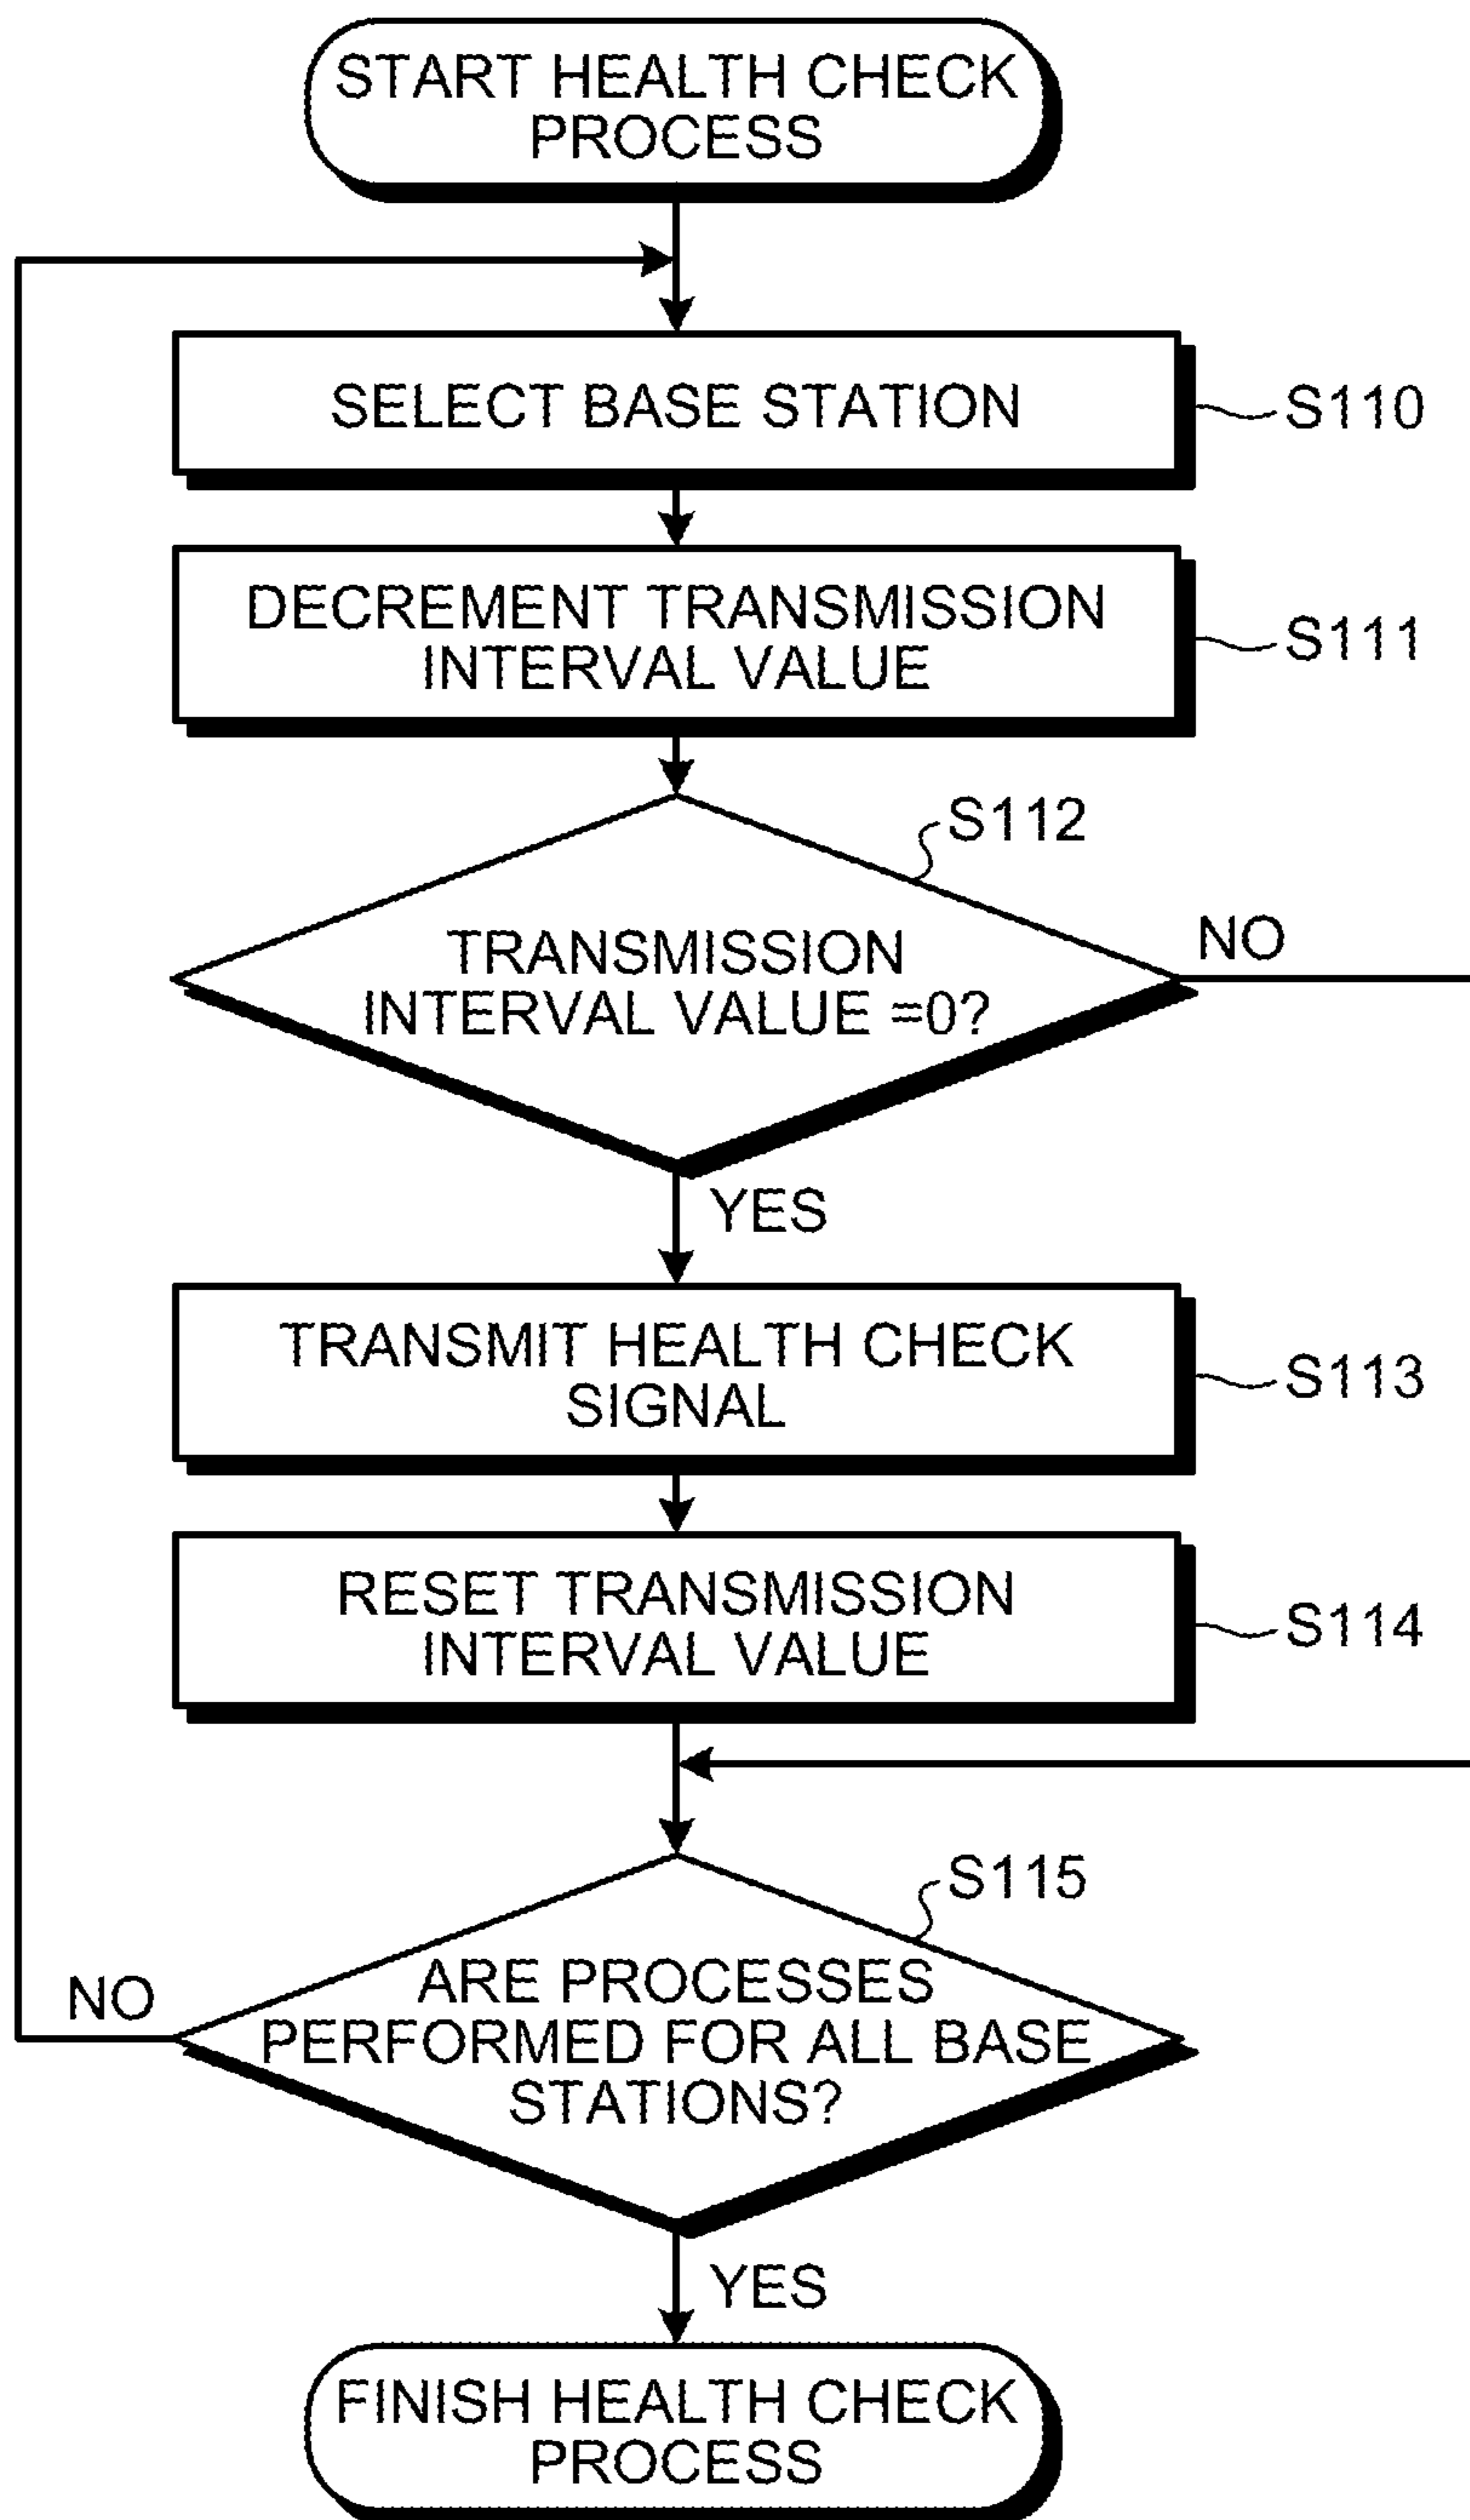 START HEALTH CHECK
PROCESS
SELECT BASE STATION
S110
DECREMENT TRANSMISSION
INTERVAL VALUE
S111
S112
TRANSMISSION
INTERVAL VALUE =0?
NO
YES
TRANSMIT HEALTH CHECK
SIGNAL
S113
RESET TRANSMISSION
INTERVAL VALUE
S114
S115
ARE PROCESSES
PERFORMED FOR ALL BASE
STATIONS?
NO
YES
FINISH HEALTH CHECK
PROCESS